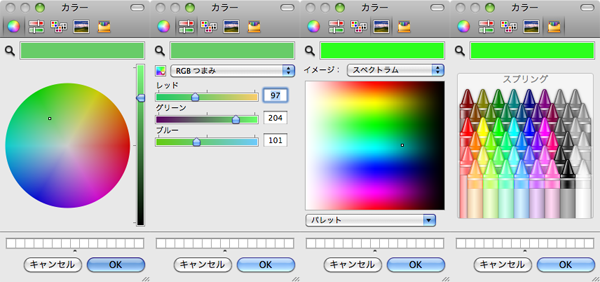 カラー
キャンセル
OK
カラー
RGB つまみ
レッド
97
グリーン
204
ブルー
101
キャンセル
OK
カラー
イメージ： スペクトラム
パレット
キャンセル
OK
カラー
スプリング
キャンセル
OK